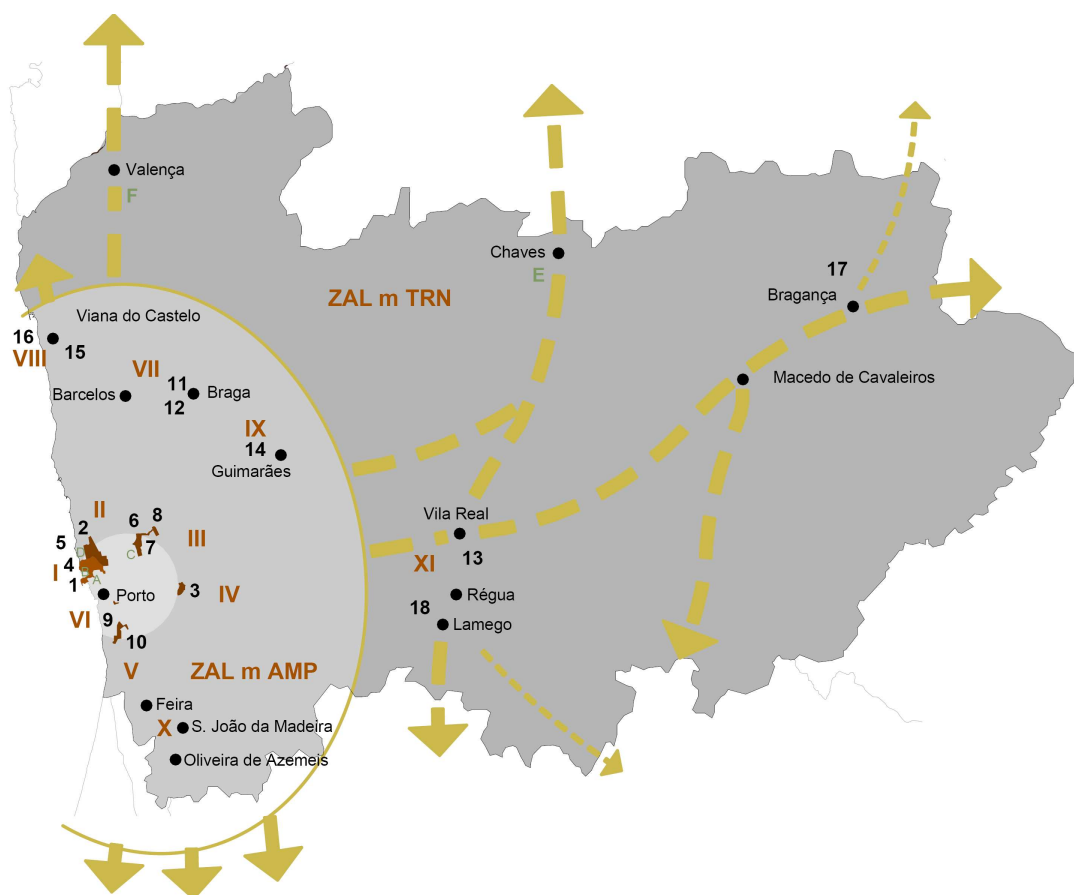 Valença
F
Chaves
E
17
Bragança
ZAL m TRN
Viana do Castelo
16
15
VIII
VII
11
Barcelos
Braga
12
Macedo de Cavaleiros
IX
14
Guimarães
II
6
8
2
Vila Real
III
5
7
C
13
4
XI
I
A
1
3
IV
Porto
Régua
VI
9
18
Lamego
10
V
ZAL m AMP
Feira
X
S. João da Madeira
Oliveira de Azemeis